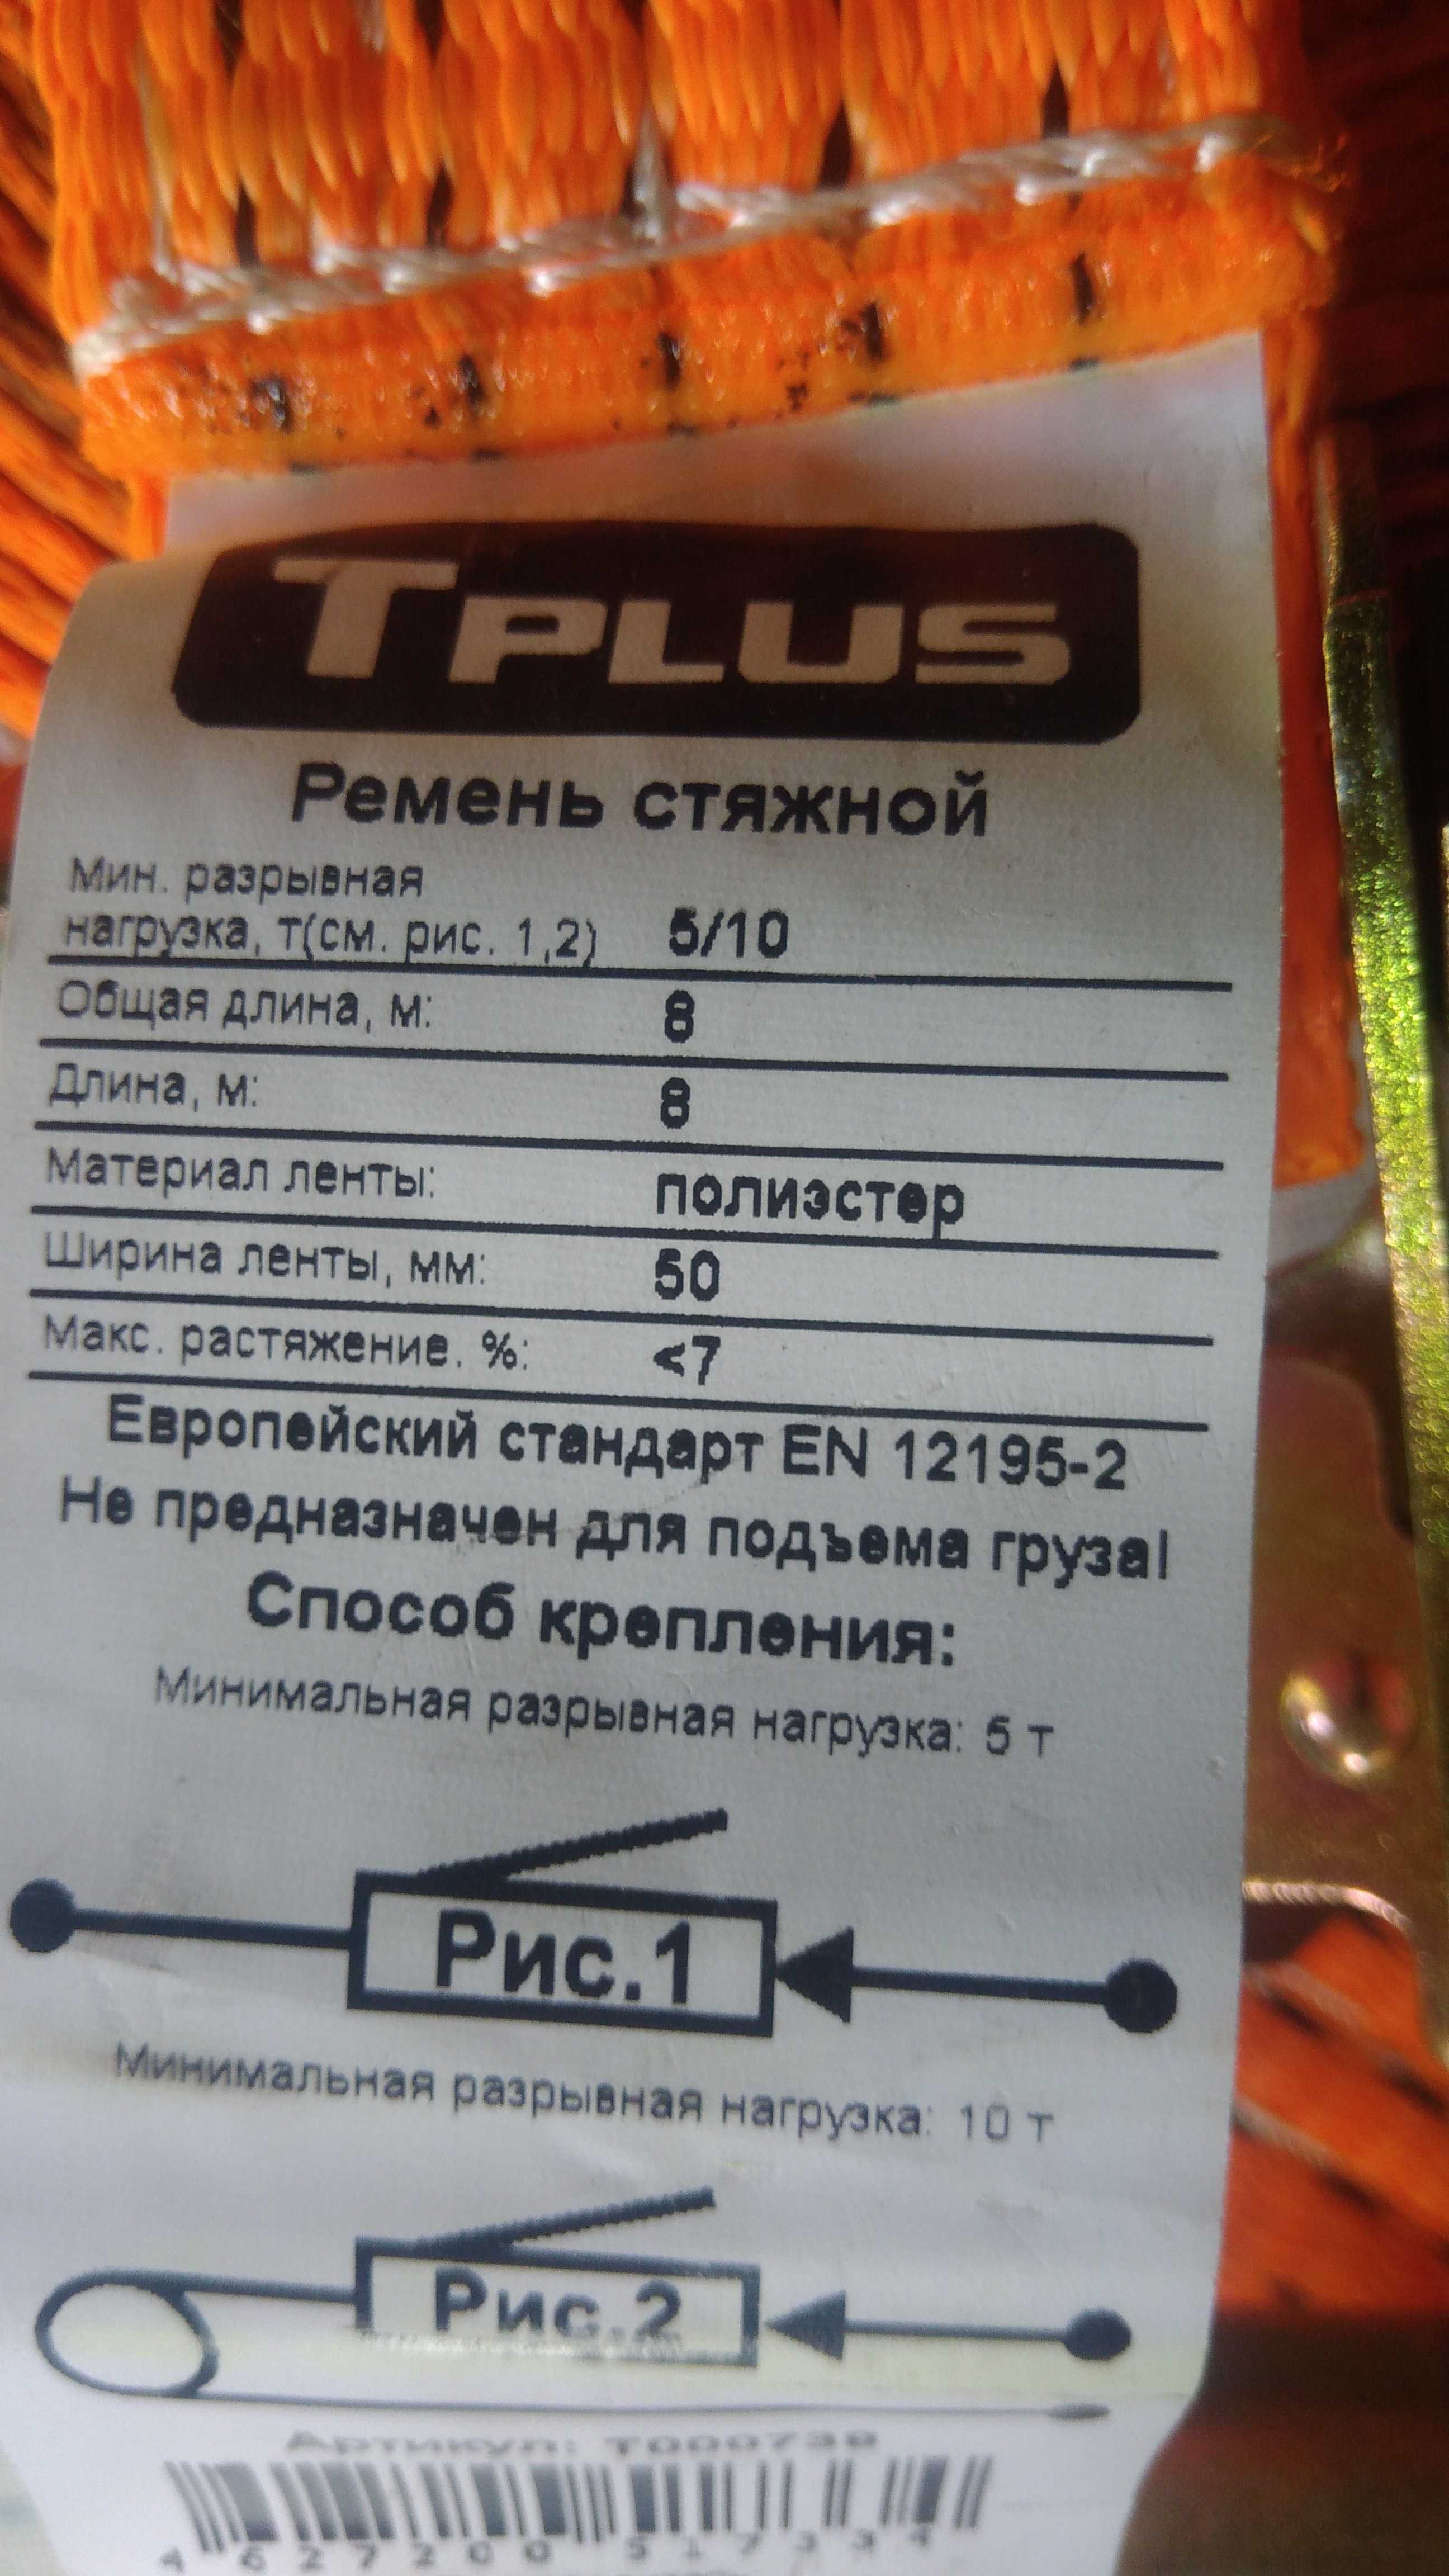 TPLUS
Ремень стяжной
Мин. разрывная
нагрузка, т(см. рис. 1,2) 5/10
Общая длина, м: 8
Длина, м: 8
Материал ленты: полиэстер
Ширина ленты, мм: 50
Макс. растяжение. %: <7
Европейский стандарт EN 12195-2
Не предназначен для подъема груза!
Способ крепления:
Минимальная разрывная нагрузка: 5 т
Рис.1
Минимальная разрывная нагрузка: 10 т
Рис.2
Артикул: T000738